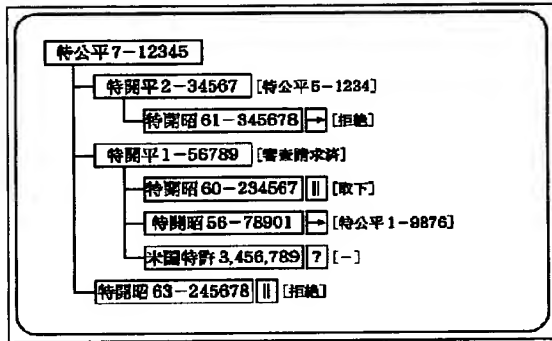 特公平7-12345
特開平2-34567 [特公平5-1234]
特開昭61-345678 → [拒絶]
特開平1-56789 [審査請求済]
特開昭60-234567 || [取下]
特開昭56-78901 → [特公平1-9876]
米国特許3,456,789 ? [-]
特開昭63-245678 || [拒絶]